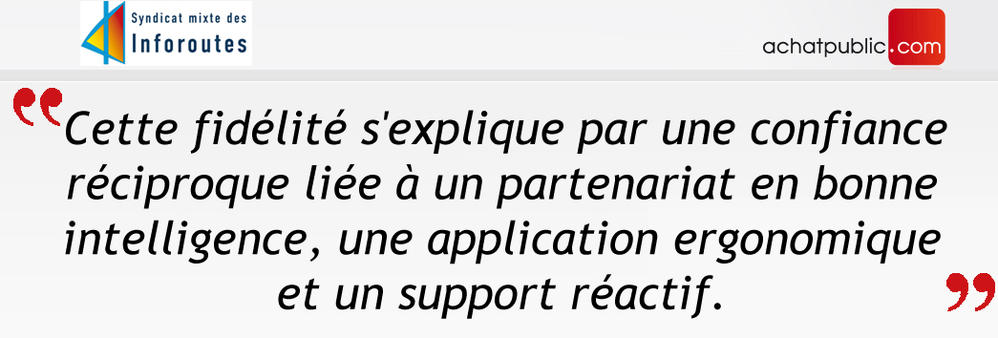 Syndicat mixte des
Inforoutes
achatpublic.com
“Cette fidélité s'explique par une confiance
réciproque liée à un partenariat en bonne
intelligence, une application ergonomique
et un support réactif.”